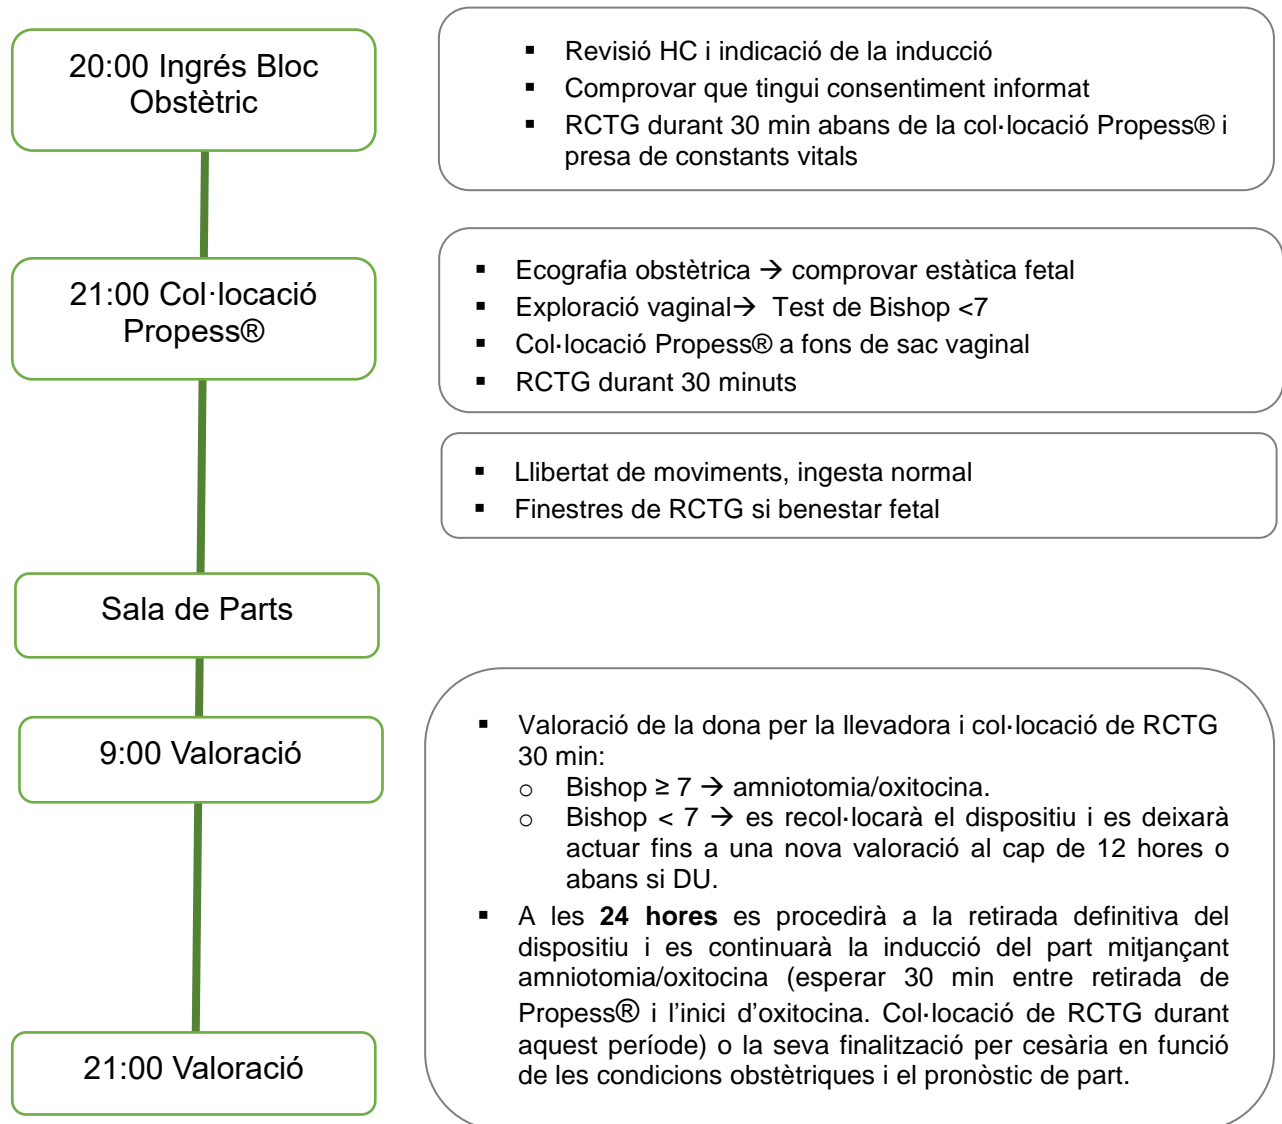 20:00 Ingrés Bloc
Obstètric
▪ Revisió HC i indicació de la inducció
▪ Comprovar que tingui consentiment informat
▪ RCTG durant 30 min abans de la col·locació Propess® i
presa de constants vitals
21:00 Col·locació
Propess®
▪ Ecografia obstètrica → comprovar estàtica fetal
▪ Exploració vaginal→ Test de Bishop <7
▪ Col·locació Propess® a fons de sac vaginal
▪ RCTG durant 30 minuts
▪ Llibertat de moviments, ingesta normal
▪ Finestres de RCTG si benestar fetal
Sala de Parts
9:00 Valoració
▪ Valoració de la dona per la llevadora i col·locació de RCTG
30 min:
o Bishop ≥ 7 → amniotomia/oxitocina.
o Bishop < 7 → es recol·locarà el dispositiu i es deixarà
actuar fins a una nova valoració al cap de 12 hores o
abans si DU.
▪ A les 24 hores es procedirà a la retirada definitiva del
dispositiu i es continuarà la inducció del part mitjançant
amniotomia/oxitocina (esperar 30 min entre retirada de
Propess® i l'inici d'oxitocina. Col·locació de RCTG durant
aquest període) o la seva finalització per cesària en funció
de les condicions obstètriques i el pronòstic de part.
21:00 Valoració